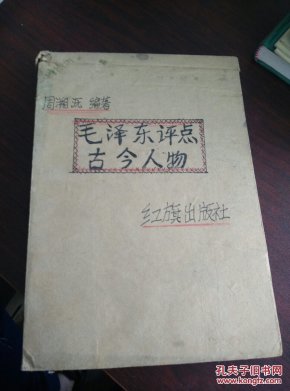 周湘玩 编著
毛泽东评点
古今人物
红旗出版社
孔夫子旧书网